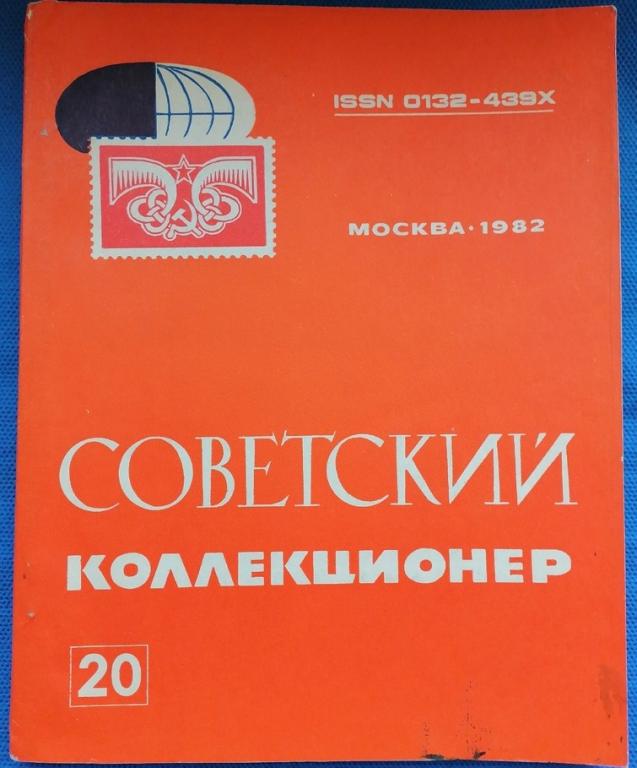 ISSN 0132-439X
МОСКВА · 1982
СОВЕТСКИЙ
КОЛЛЕКЦИОНЕР
20